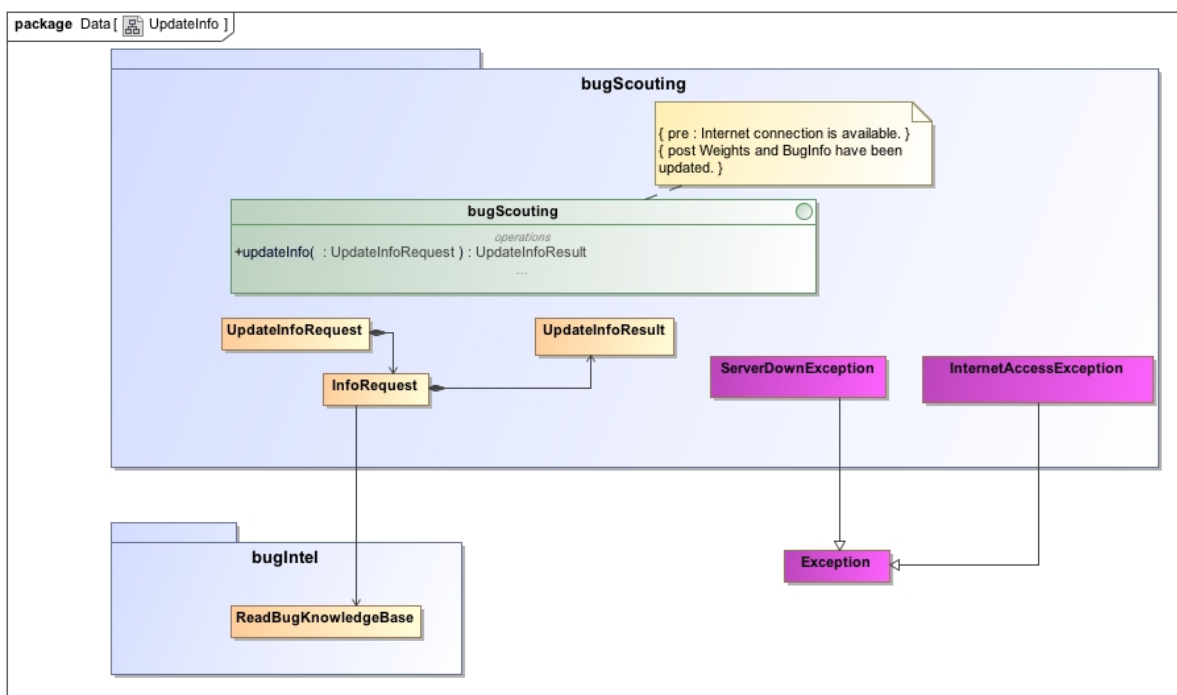 package Data [ UpdateInfo ]
bugScouting
{ pre : Internet connection is available. }
{ post Weights and BugInfo have been
updated. }
bugScouting
operations
+updateInfo( : UpdateInfoRequest ) : UpdateInfoResult
...
UpdateInfoRequest
UpdateInfoResult
InfoRequest
ServerDownException
InternetAccessException
bugIntel
Exception
ReadBugKnowledgeBase